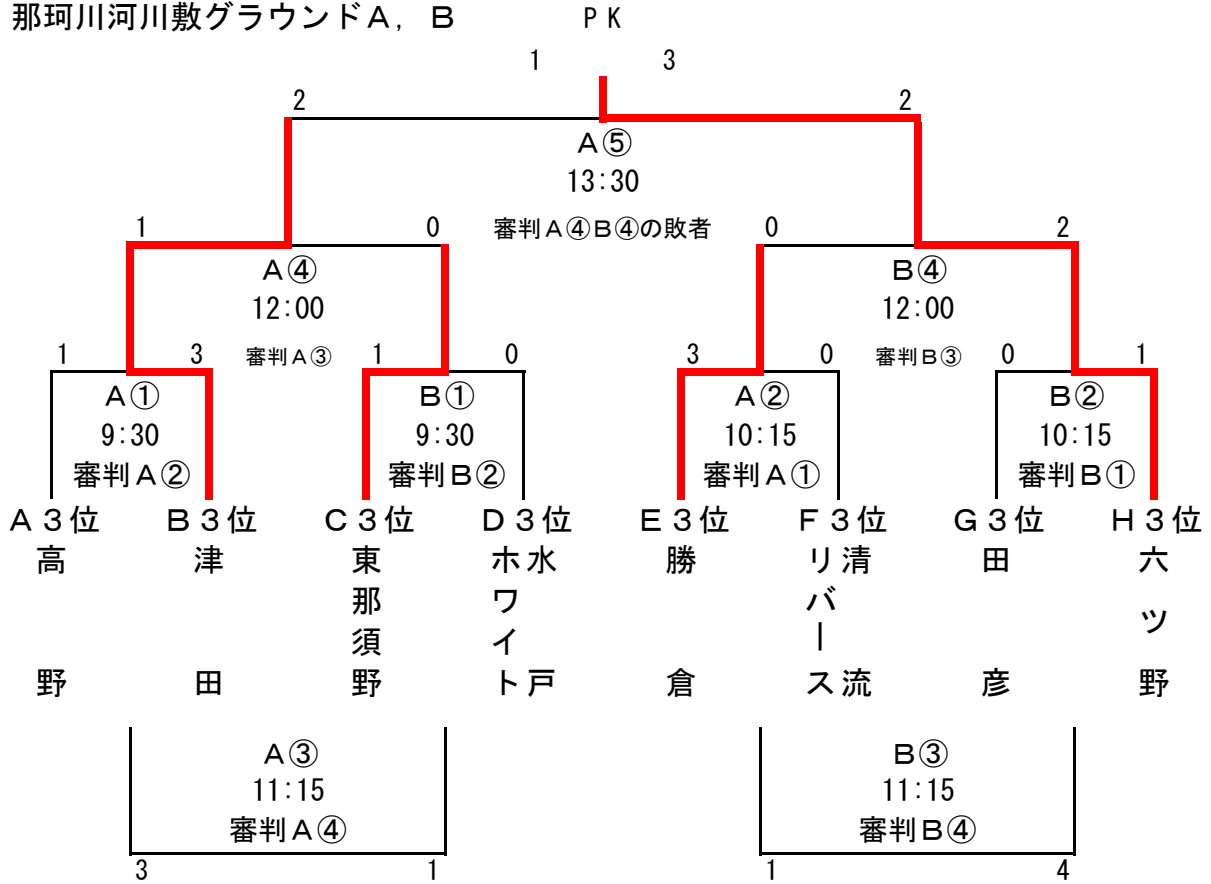 那珂川河川敷グラウンドA，B PK
1 3
2 2
A⑤
13:30
1 0 審判A④B④の敗者 0 2
A④ B④
12:00 12:00
1 3 審判A③ 1 0 3 0 審判B③ 0 1
A① B① A② B②
9:30 9:30 10:15 10:15
審判A② 審判B② 審判A① 審判B①
A3位 B3位 C3位 D3位 E3位 F3位 G3位 H3位
高野
津田
東那須野
水戸
ホワイト
勝倉
清流
リバース
田彦
六ツ野
A③ B③
11:15 11:15
審判A④ 審判B④
3 1 1 4